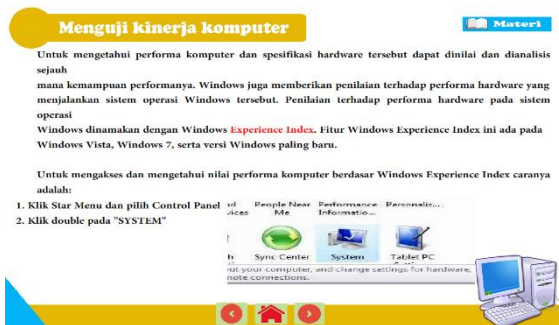 Menguji kinerja komputer
Materi
Untuk mengetahui performa komputer dan spesifikasi hardware tersebut dapat dinilai dan dianalisis
sejauh
mana kemampuan performanya. Windows juga memberikan penilaian terhadap performa hardware yang
menjalankan sistem operasi Windows tersebut. Penilaian terhadap performa hardware pada sistem
operasi
Windows dinamakan dengan Windows Experience Index. Fitur Windows Experience Index ini ada pada
Windows Vista, Windows 7, serta versi Windows paling baru.
Untuk mengakses dan mengetahui nilai performa komputer berdasar Windows Experience Index caranya
adalah:
1. Klik Star Menu dan pilih Control Panel
2. Klik double pada "SYSTEM"
People Near Performance Personaliz...
vices Me Informatio...
Sync Center System Tablet PC
out your computer, and change settings for hardware,
note connections.